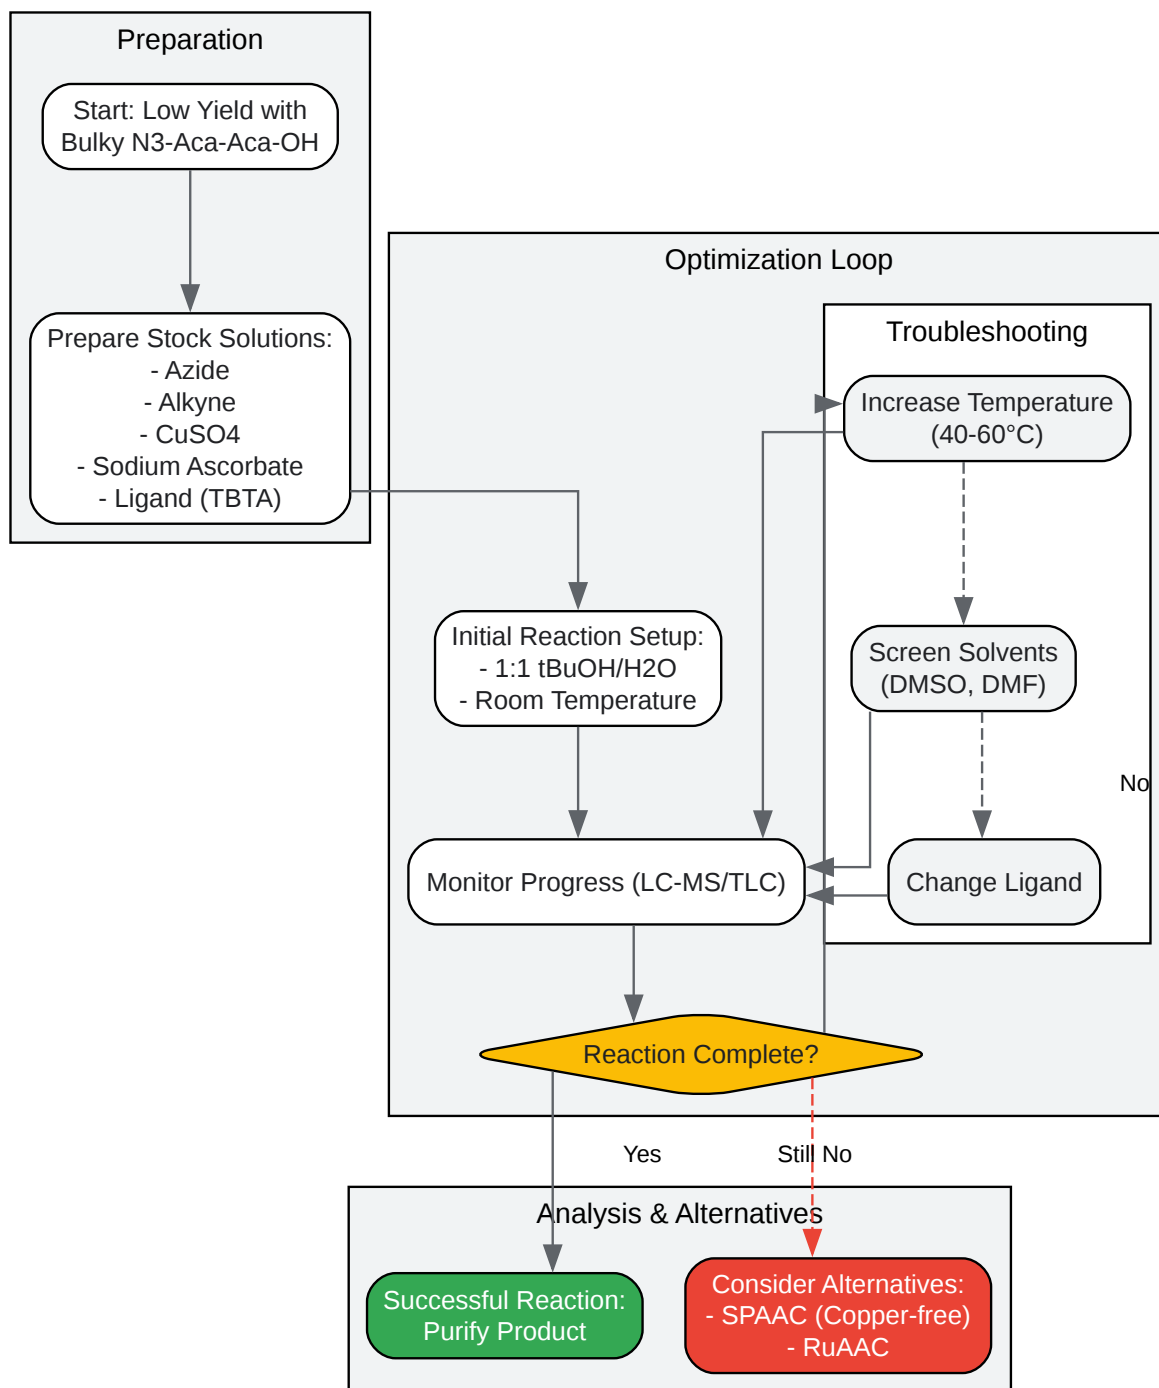 Preparation
Start: Low Yield with
Bulky N3-Aca-Aca-OH
Prepare Stock Solutions:
- Azide
- Alkyne
- CuSO4
- Sodium Ascorbate
- Ligand (TBTA)
Optimization Loop
Troubleshooting
Increase Temperature
(40-60°C)
Initial Reaction Setup:
- 1:1 tBuOH/H2O
- Room Temperature
Screen Solvents
(DMSO, DMF)
No
Monitor Progress (LC-MS/TLC)
Change Ligand
Reaction Complete?
Yes
Still No
Analysis & Alternatives
Successful Reaction:
Purify Product
Consider Alternatives:
- SPAAC (Copper-free)
- RuAAC